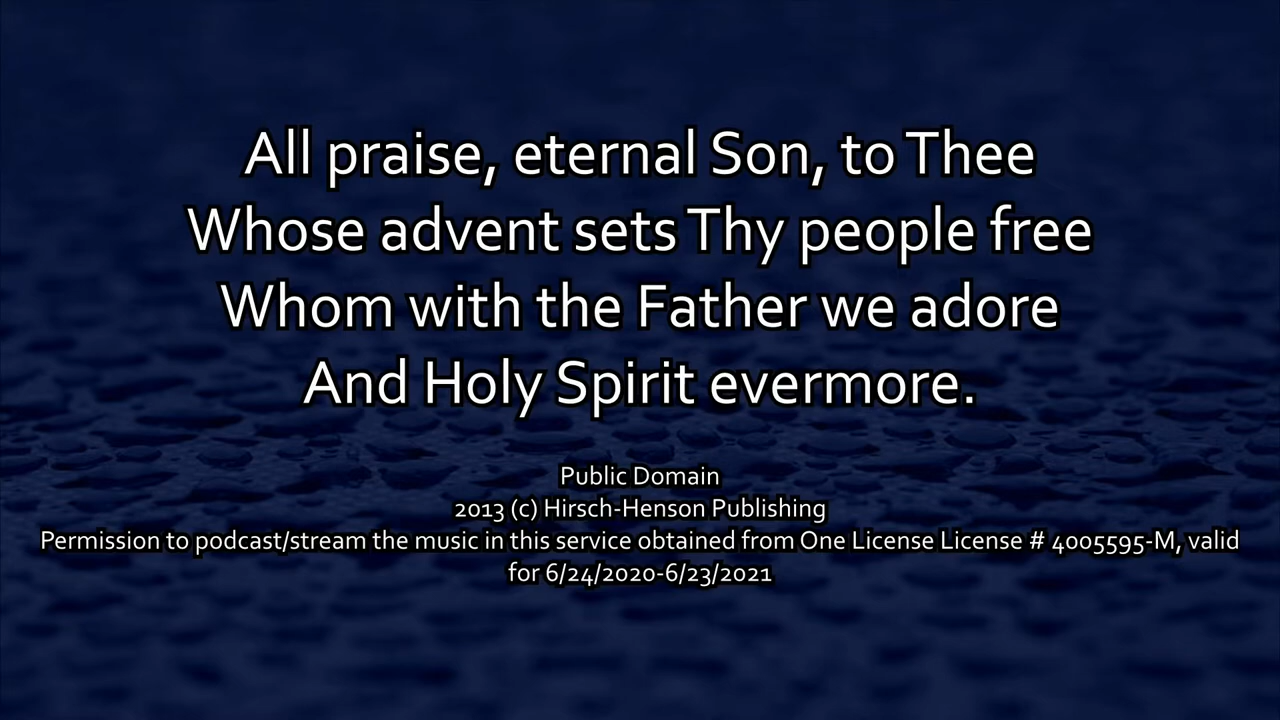 All praise, eternal Son, to Thee
Whose advent sets Thy people free
Whom with the Father we adore
And Holy Spirit evermore.
Public Domain
2013 (c) Hirsch-Henson Publishing
Permission to podcast/stream the music in this service obtained from One License License # 4005595-M, valid
for 6/24/2020-6/23/2021